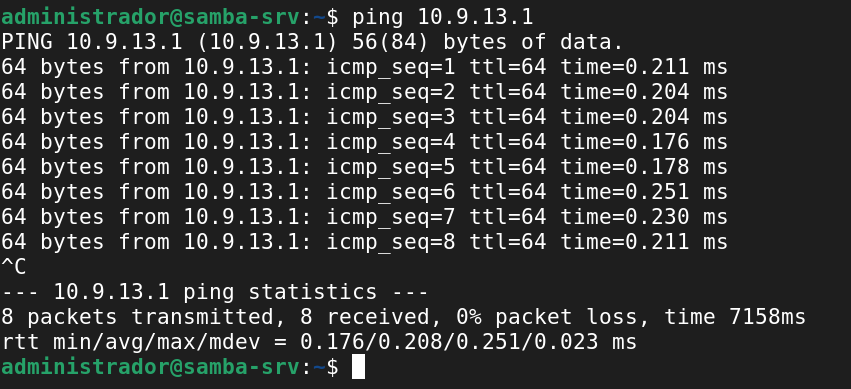 administrador@samba-srv:~$ ping 10.9.13.1
PING 10.9.13.1 (10.9.13.1) 56(84) bytes of data.
64 bytes from 10.9.13.1: icmp_seq=1 ttl=64 time=0.211 ms
64 bytes from 10.9.13.1: icmp_seq=2 ttl=64 time=0.204 ms
64 bytes from 10.9.13.1: icmp_seq=3 ttl=64 time=0.204 ms
64 bytes from 10.9.13.1: icmp_seq=4 ttl=64 time=0.176 ms
64 bytes from 10.9.13.1: icmp_seq=5 ttl=64 time=0.178 ms
64 bytes from 10.9.13.1: icmp_seq=6 ttl=64 time=0.251 ms
64 bytes from 10.9.13.1: icmp_seq=7 ttl=64 time=0.230 ms
64 bytes from 10.9.13.1: icmp_seq=8 ttl=64 time=0.211 ms
^C
--- 10.9.13.1 ping statistics ---
8 packets transmitted, 8 received, 0% packet loss, time 7158ms
rtt min/avg/max/mdev = 0.176/0.208/0.251/0.023 ms
administrador@samba-srv:~$